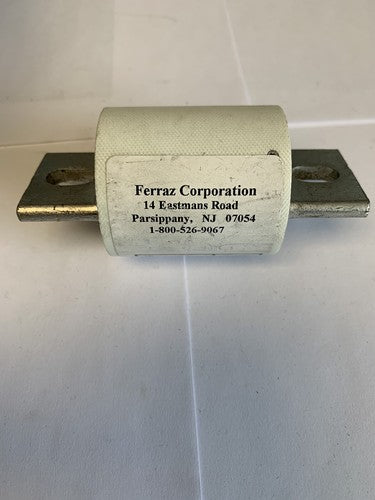 Ferraz Corporation
14 Eastmans Road
Parsippany, NJ 07054
1-800-526-9067